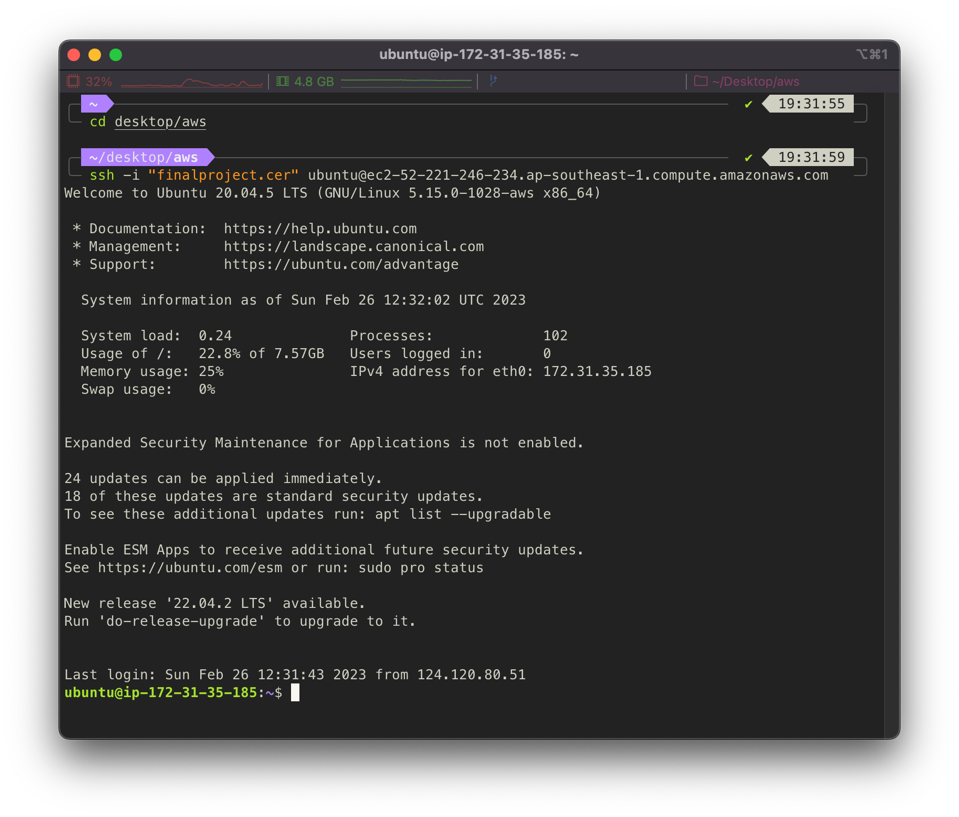 ubuntu@ip-172-31-35-185: ~
⌥⌘1
32%
4.8 GB
~/Desktop/aws
~ ✔ 19:31:55
cd desktop/aws
~/desktop/aws ✔ 19:31:59
ssh -i "finalproject.cer" ubuntu@ec2-52-221-246-234.ap-southeast-1.compute.amazonaws.com
Welcome to Ubuntu 20.04.5 LTS (GNU/Linux 5.15.0-1028-aws x86_64)
* Documentation: https://help.ubuntu.com
* Management: https://landscape.canonical.com
* Support: https://ubuntu.com/advantage
System information as of Sun Feb 26 12:32:02 UTC 2023
System load: 0.24 Processes: 102
Usage of /: 22.8% of 7.57GB Users logged in: 0
Memory usage: 25% IPv4 address for eth0: 172.31.35.185
Swap usage: 0%
Expanded Security Maintenance for Applications is not enabled.
24 updates can be applied immediately.
18 of these updates are standard security updates.
To see these additional updates run: apt list --upgradable
Enable ESM Apps to receive additional future security updates.
See https://ubuntu.com/esm or run: sudo pro status
New release '22.04.2 LTS' available.
Run 'do-release-upgrade' to upgrade to it.
Last login: Sun Feb 26 12:31:43 2023 from 124.120.80.51
ubuntu@ip-172-31-35-185:~$